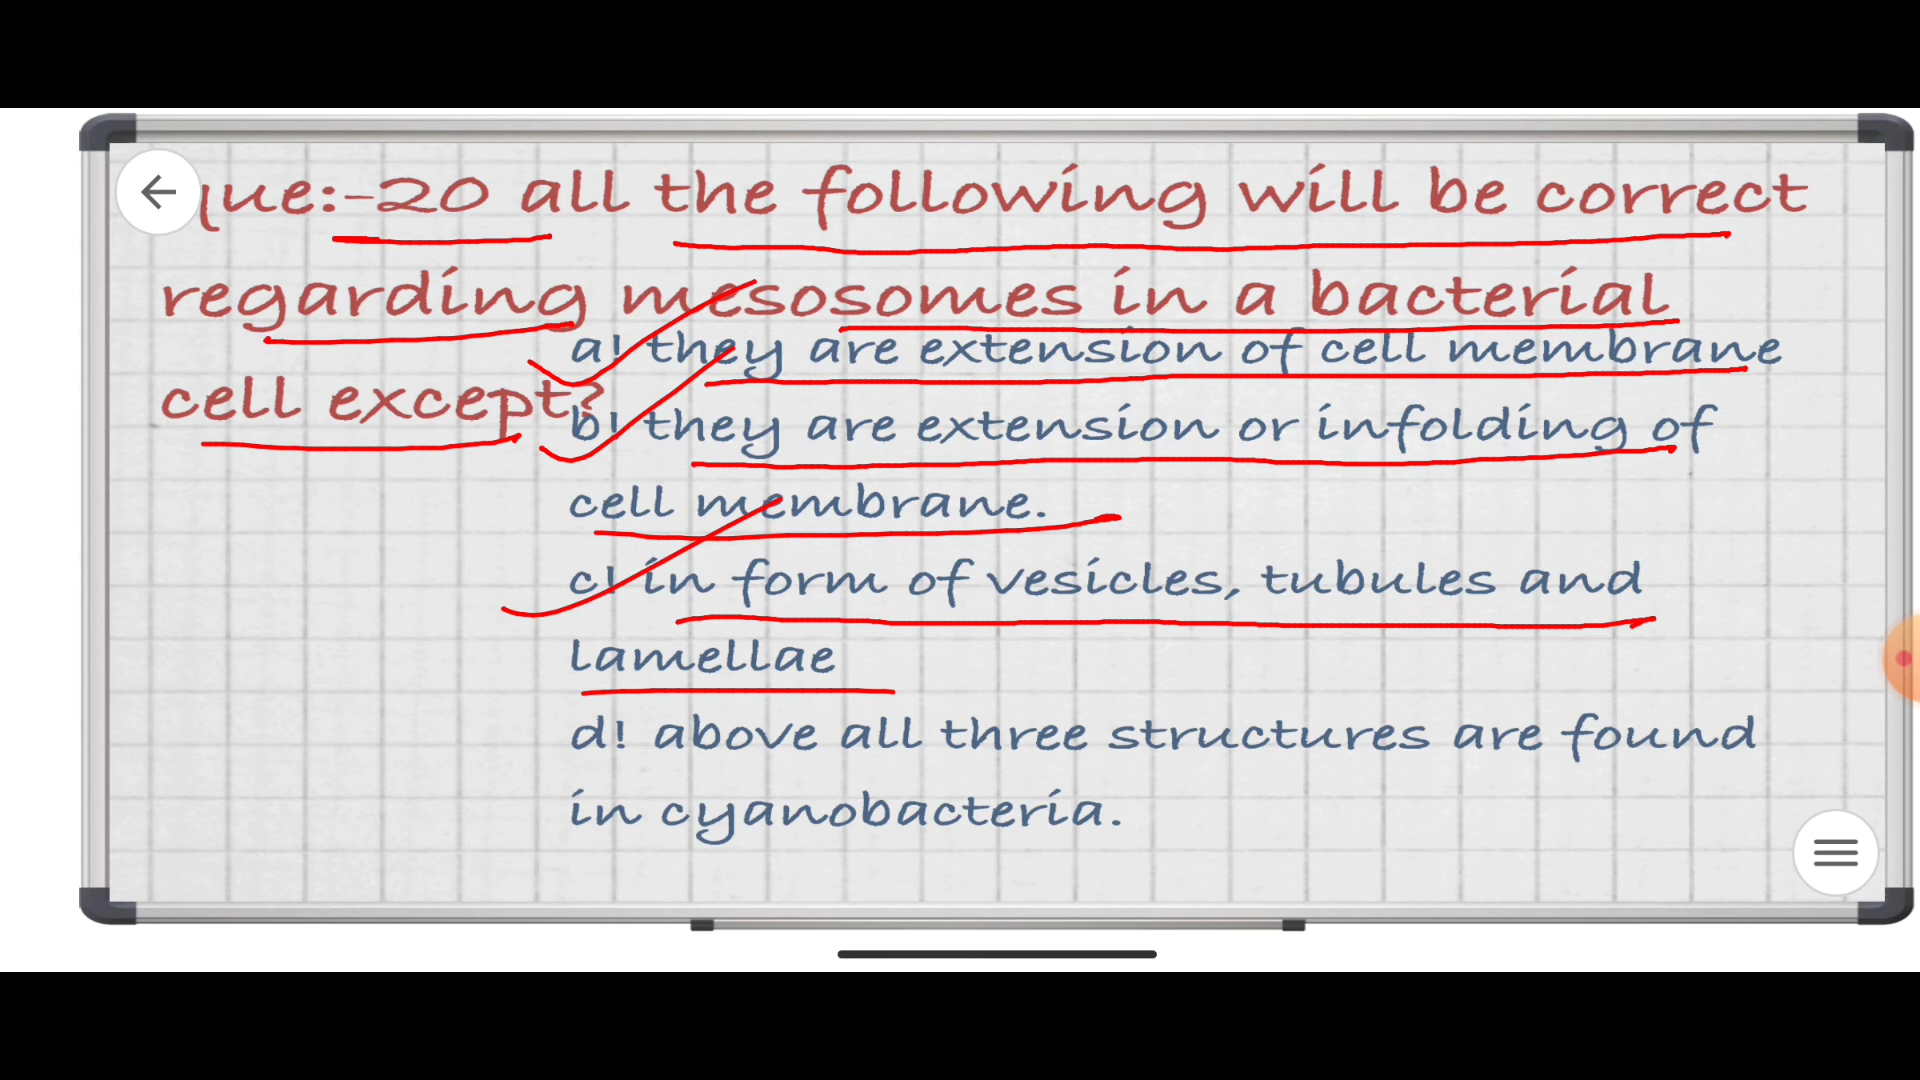 que:-20 all the following will be correct
regarding mesosomes in a bacterial
cell except?
a! they are extension of cell membrane
b! they are extension or infolding of
cell membrane.
c! in form of vesicles, tubules and
lamellae
d! above all three structures are found
in cyanobacteria.